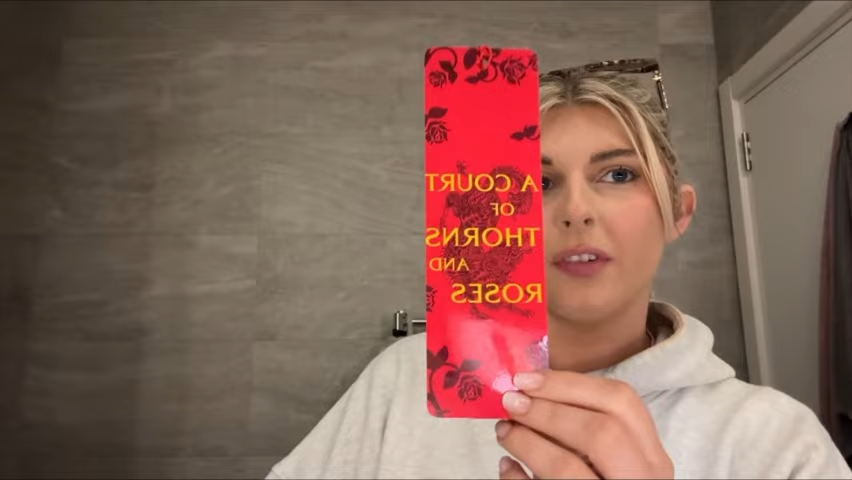 A COURT
OF
THORNS
AND
ROSES